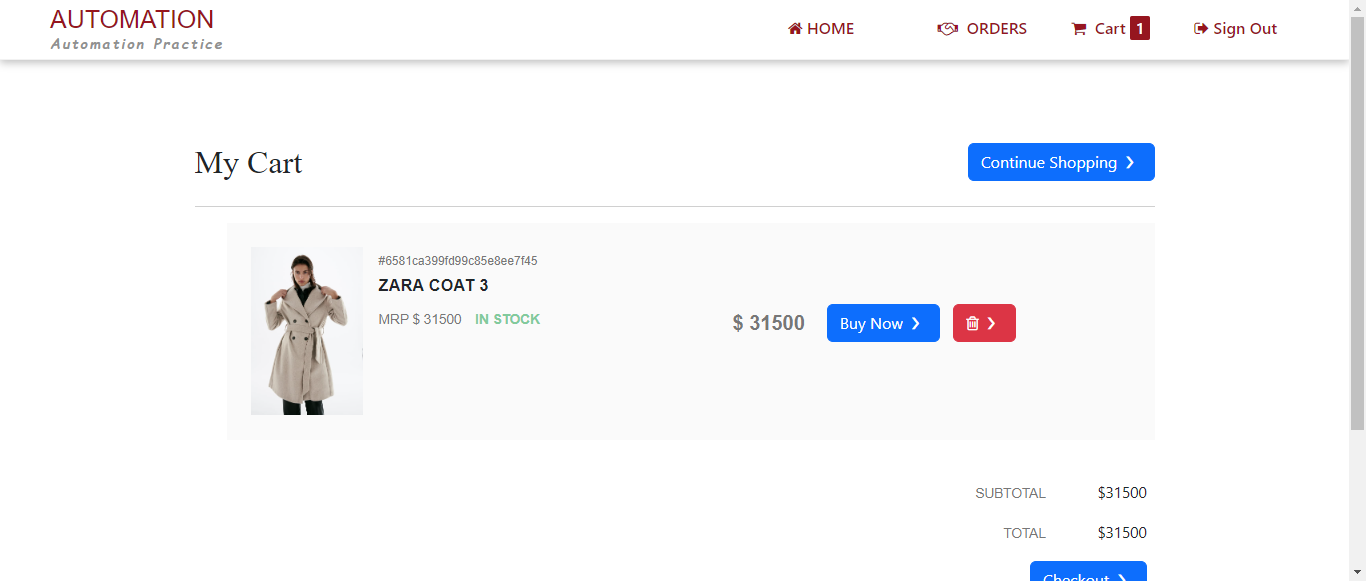 AUTOMATION
Automation Practice
HOME
ORDERS
Cart 1
Sign Out
My Cart
Continue Shopping
#6581ca399fd99c85e8ee7f45
ZARA COAT 3
MRP $ 31500 IN STOCK
$ 31500
Buy Now
SUBTOTAL $31500
TOTAL $31500
Checkout